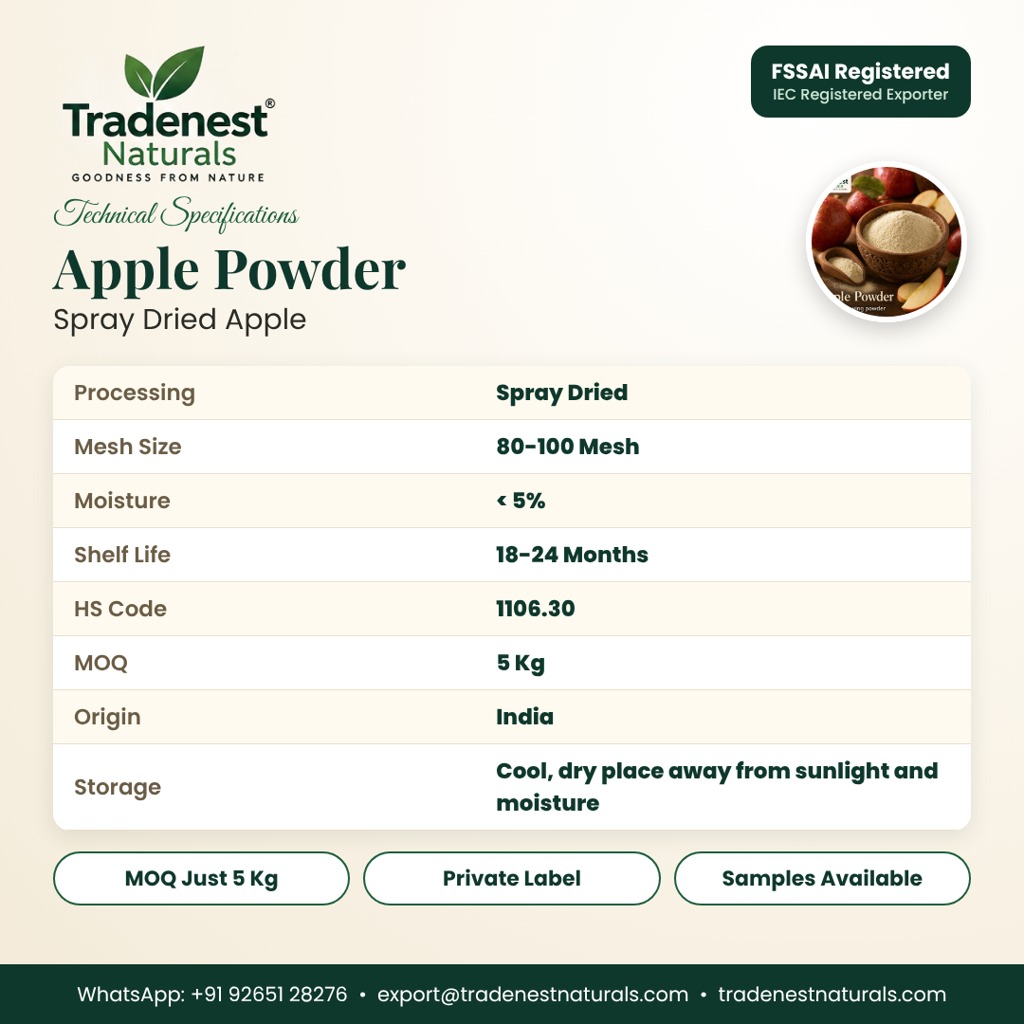 Tradenest®
Naturals
GOODNESS FROM NATURE
FSSAI Registered
IEC Registered Exporter
Technical Specifications
Apple Powder
Spray Dried Apple
ple Powder
powder
Processing Spray Dried
Mesh Size 80-100 Mesh
Moisture < 5%
Shelf Life 18-24 Months
HS Code 1106.30
MOQ 5 Kg
Origin India
Storage Cool, dry place away from sunlight and
moisture
MOQ Just 5 Kg Private Label Samples Available
WhatsApp: +91 92651 28276 • export@tradenestnaturals.com • tradenestnaturals.com